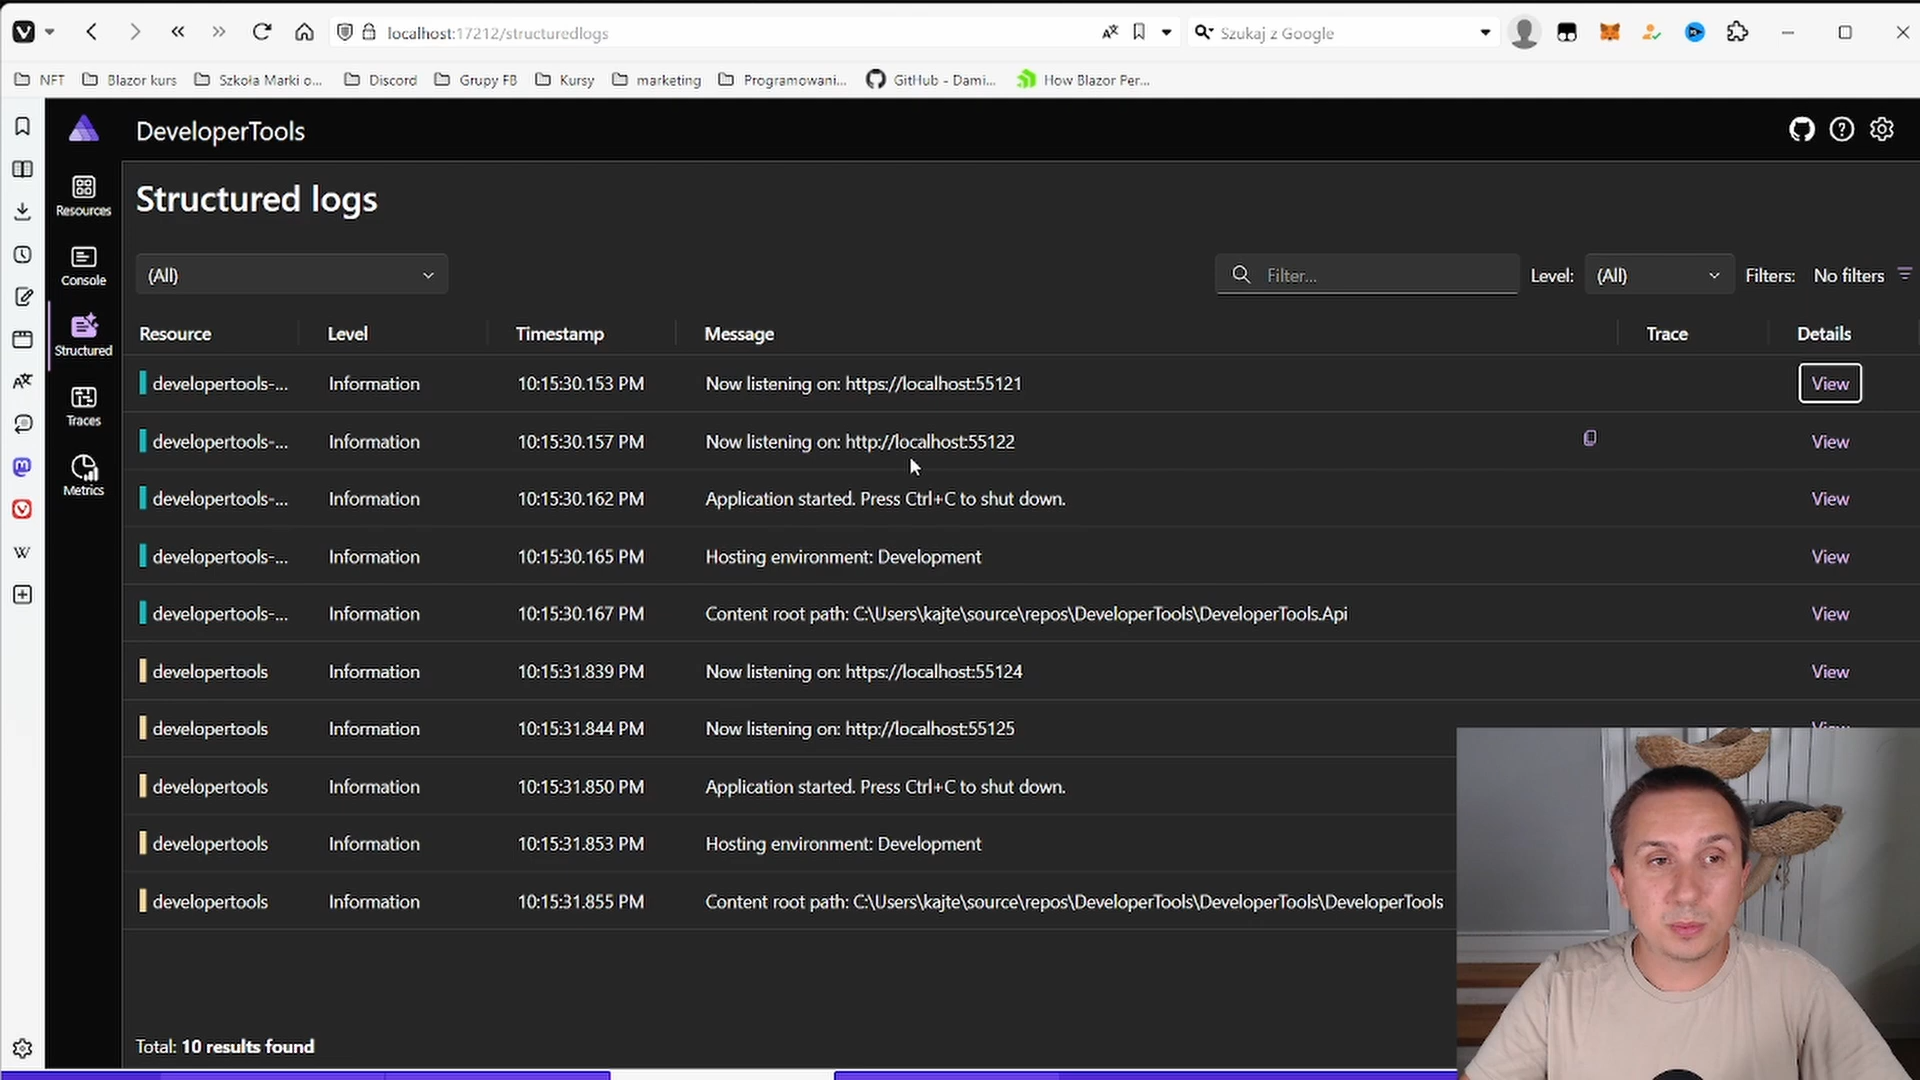 localhost:17212/structuredlogs
Szukaj z Google
NFT
Blazor kurs
Szkoła Marki o...
Discord
Grupy FB
Kursy
marketing
Programowani...
GitHub - Dami...
How Blazor Per...
DeveloperTools
Resources
Console
Structured
Traces
Metrics
Structured logs
(All)
Filter...
Level:
(All)
Filters:
No filters
Resource Level Timestamp Message Trace Details
developertools-... Information 10:15:30.153 PM Now listening on: https://localhost:55121 View
developertools-... Information 10:15:30.157 PM Now listening on: http://localhost:55122 View
developertools-... Information 10:15:30.162 PM Application started. Press Ctrl+C to shut down. View
developertools-... Information 10:15:30.165 PM Hosting environment: Development View
developertools-... Information 10:15:30.167 PM Content root path: C:\Users\kajte\source\repos\DeveloperTools\DeveloperTools.Api View
developertools Information 10:15:31.839 PM Now listening on: https://localhost:55124 View
developertools Information 10:15:31.844 PM Now listening on: http://localhost:55125
developertools Information 10:15:31.850 PM Application started. Press Ctrl+C to shut down.
developertools Information 10:15:31.853 PM Hosting environment: Development
developertools Information 10:15:31.855 PM Content root path: C:\Users\kajte\source\repos\DeveloperTools\DeveloperTools\DeveloperTools
Total: 10 results found